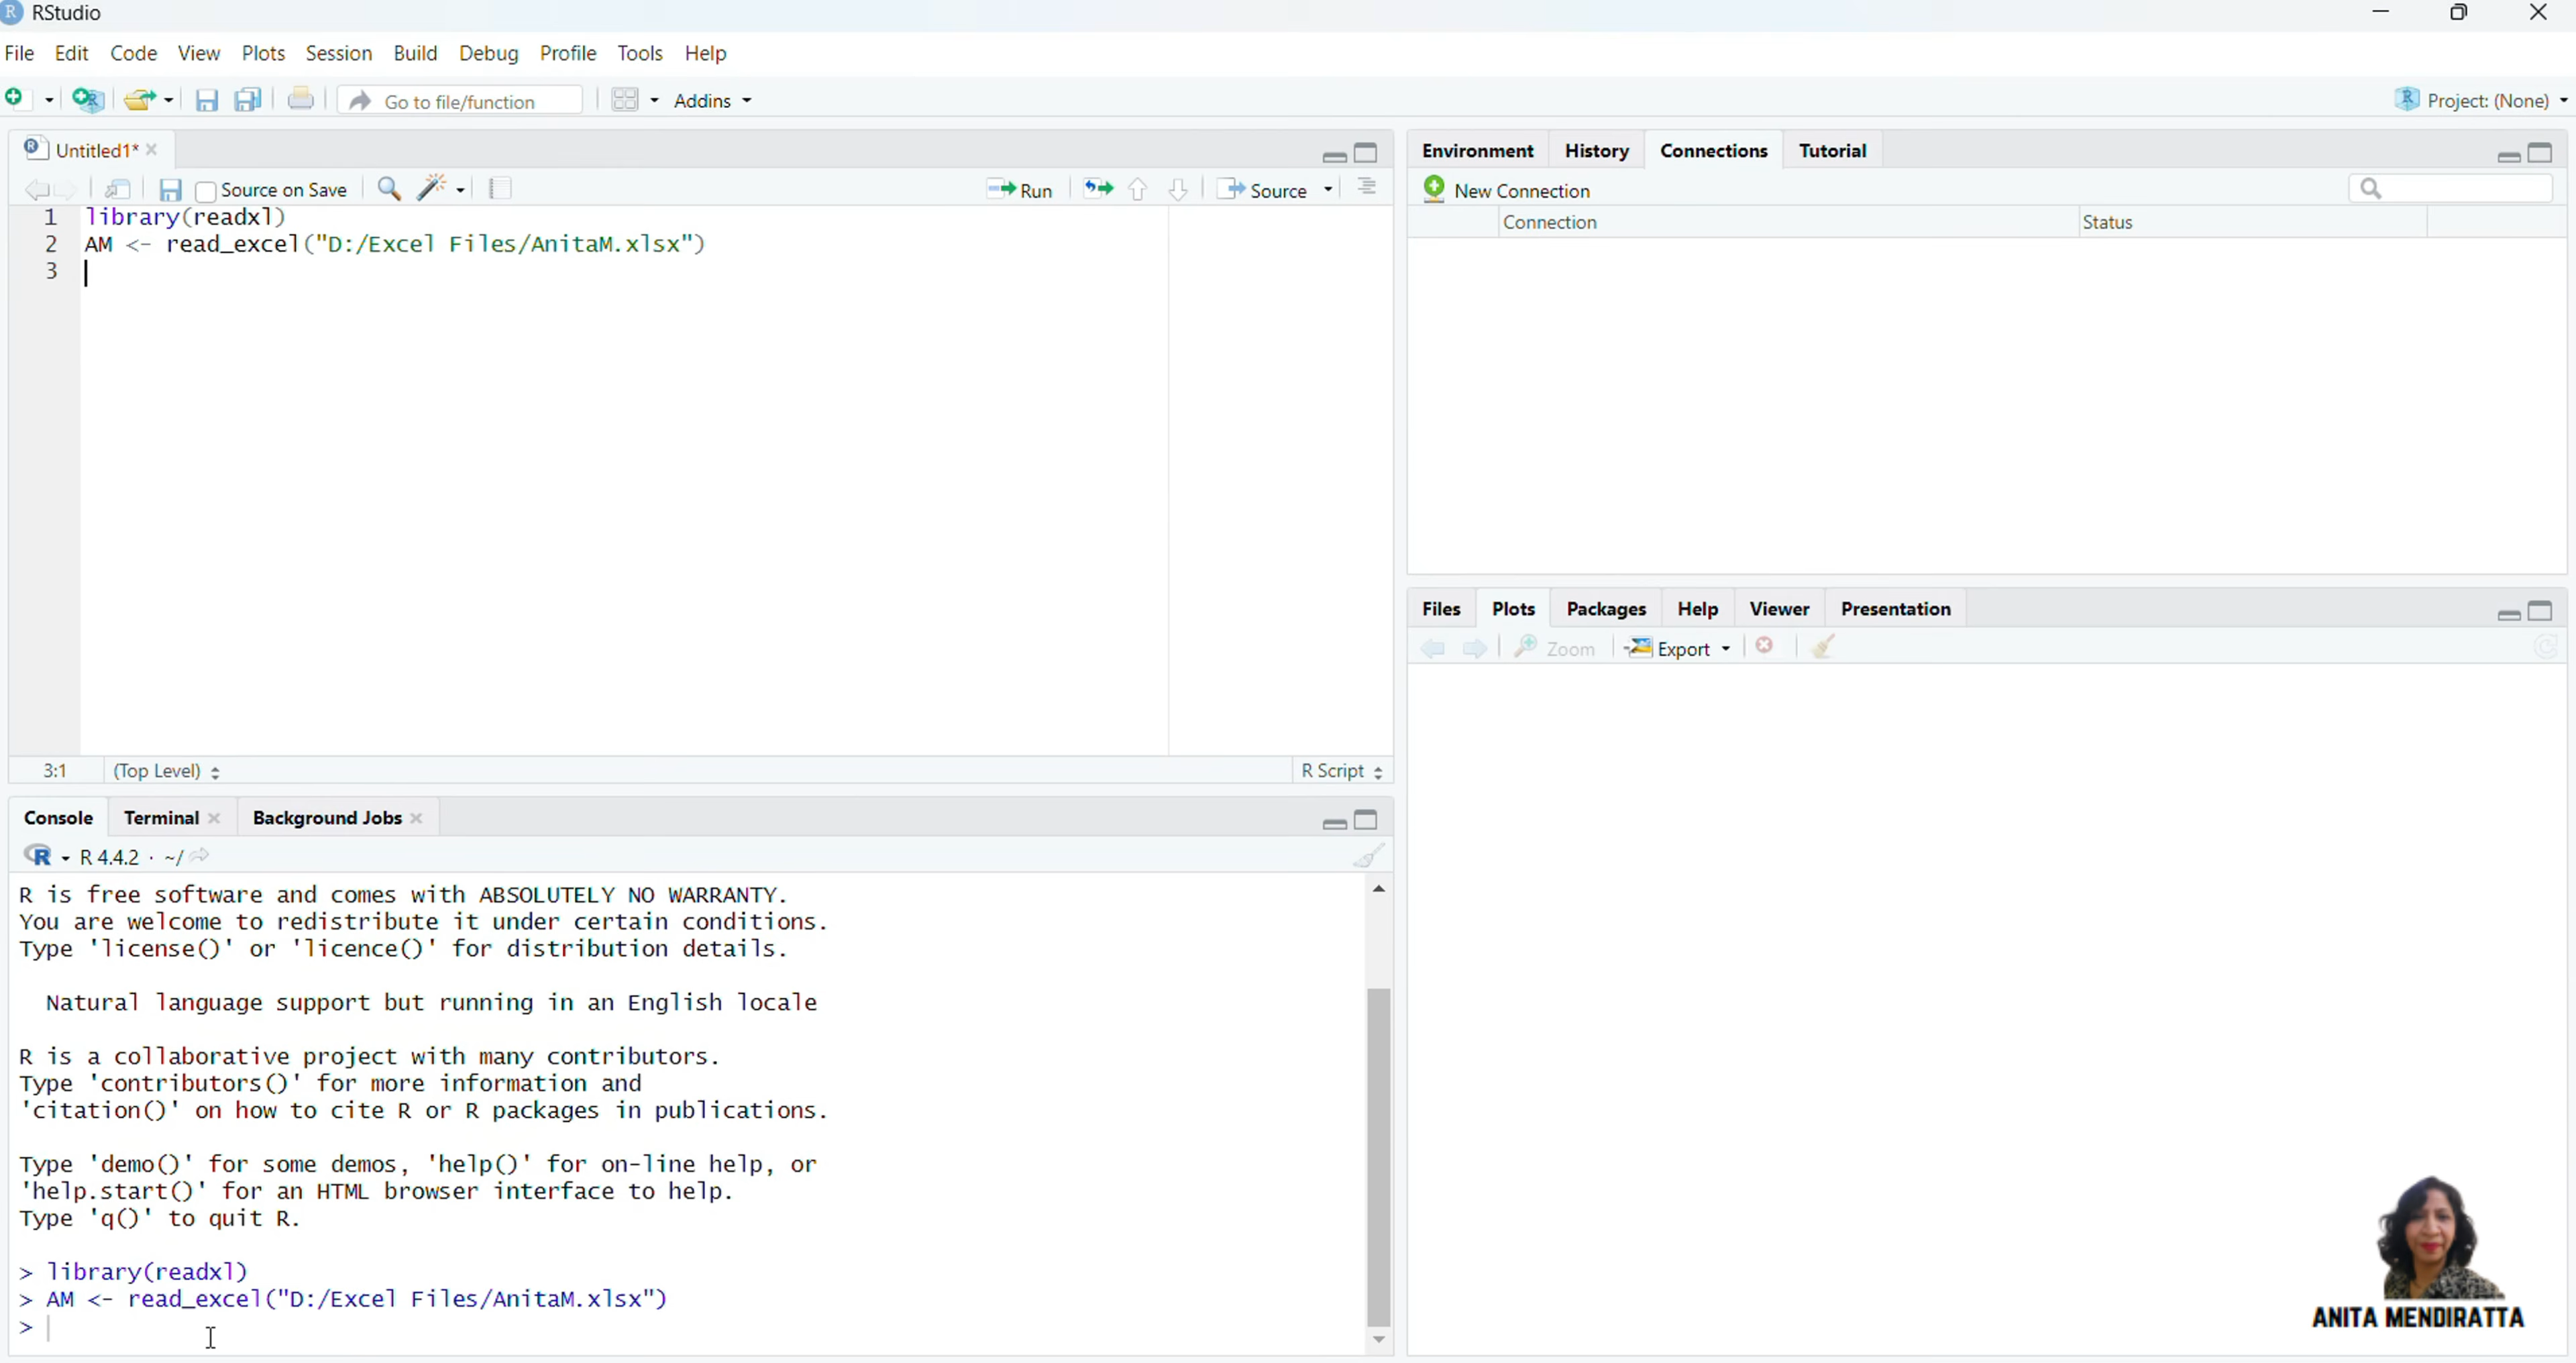 RStudio
File Edit Code View Plots Session Build Debug Profile Tools Help
Go to file/function Addins Project: (None)
Untitled1*
Source on Save Run Source
1 library(readxl)
2 AM <- read_excel("D:/Excel Files/AnitaM.xlsx")
3
3:1 (Top Level) R Script
Console Terminal Background Jobs
R 4.4.2 · ~/
R is free software and comes with ABSOLUTELY NO WARRANTY.
You are welcome to redistribute it under certain conditions.
Type 'license()' or 'licence()' for distribution details.
Natural language support but running in an English locale
R is a collaborative project with many contributors.
Type 'contributors()' for more information and
'citation()' on how to cite R or R packages in publications.
Type 'demo()' for some demos, 'help()' for on-line help, or
'help.start()' for an HTML browser interface to help.
Type 'q()' to quit R.
> library(readxl)
> AM <- read_excel("D:/Excel Files/AnitaM.xlsx")
>
Environment History Connections Tutorial
New Connection
Connection Status
Files Plots Packages Help Viewer Presentation
Zoom Export
ANITA MENDIRATTA